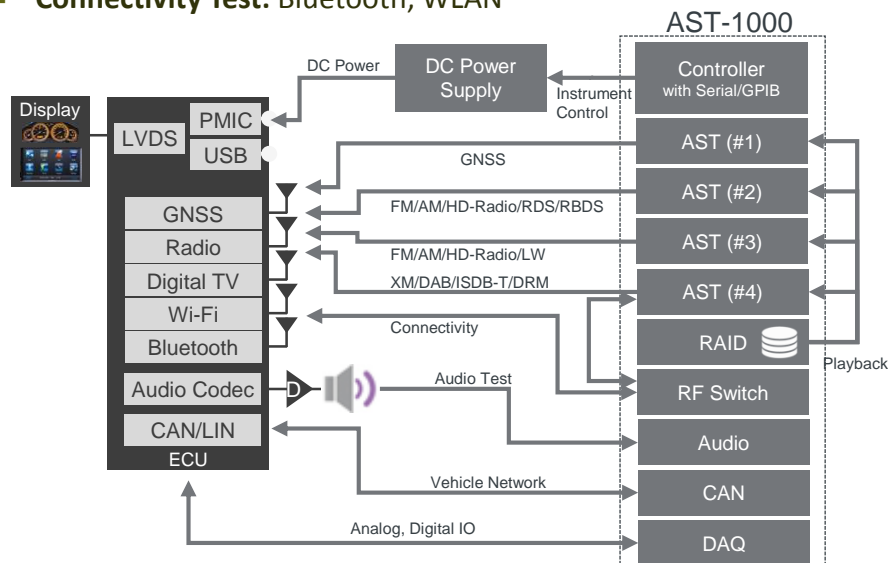 Connectivity Test: Bluetooth, WLAN
AST-1000
DC Power
DC Power
Supply
Instrument
Control
Controller
with Serial/GPIB
Display
LVDS
PMIC
USB
AST (#1)
GNSS
AST (#2)
FM/AM/HD-Radio/RDS/RBDS
GNSS
Radio
Digital TV
Wi-Fi
Bluetooth
AST (#3)
FM/AM/HD-Radio/LW
XM/DAB/ISDB-T/DRM
AST (#4)
Connectivity
RAID
Playback
Audio Codec
D
Audio Test
RF Switch
CAN/LIN
ECU
Audio
Vehicle Network
CAN
Analog, Digital IO
DAQ